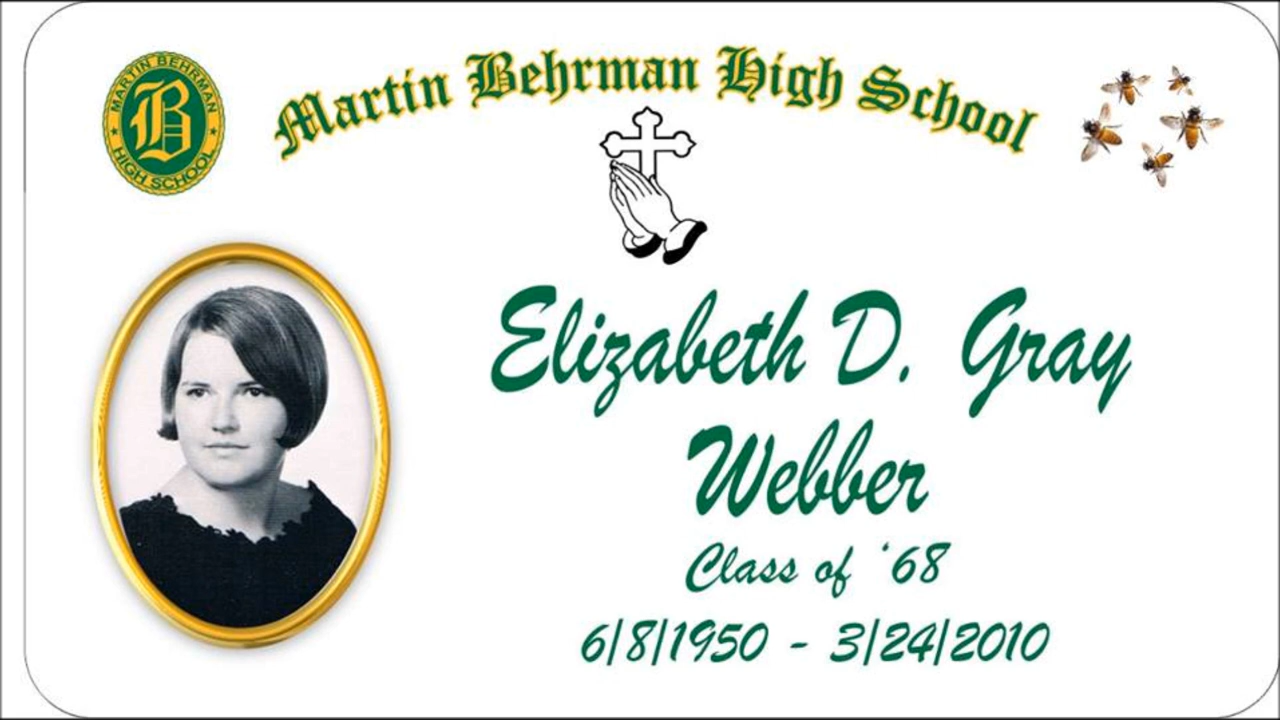 MARTIN BEHRMAN
B
HIGH SCHOOL
Martin Behrman High School
Elizabeth D. Gray
Webber
Class of ‘68
6/8/1950 - 3/24/2010